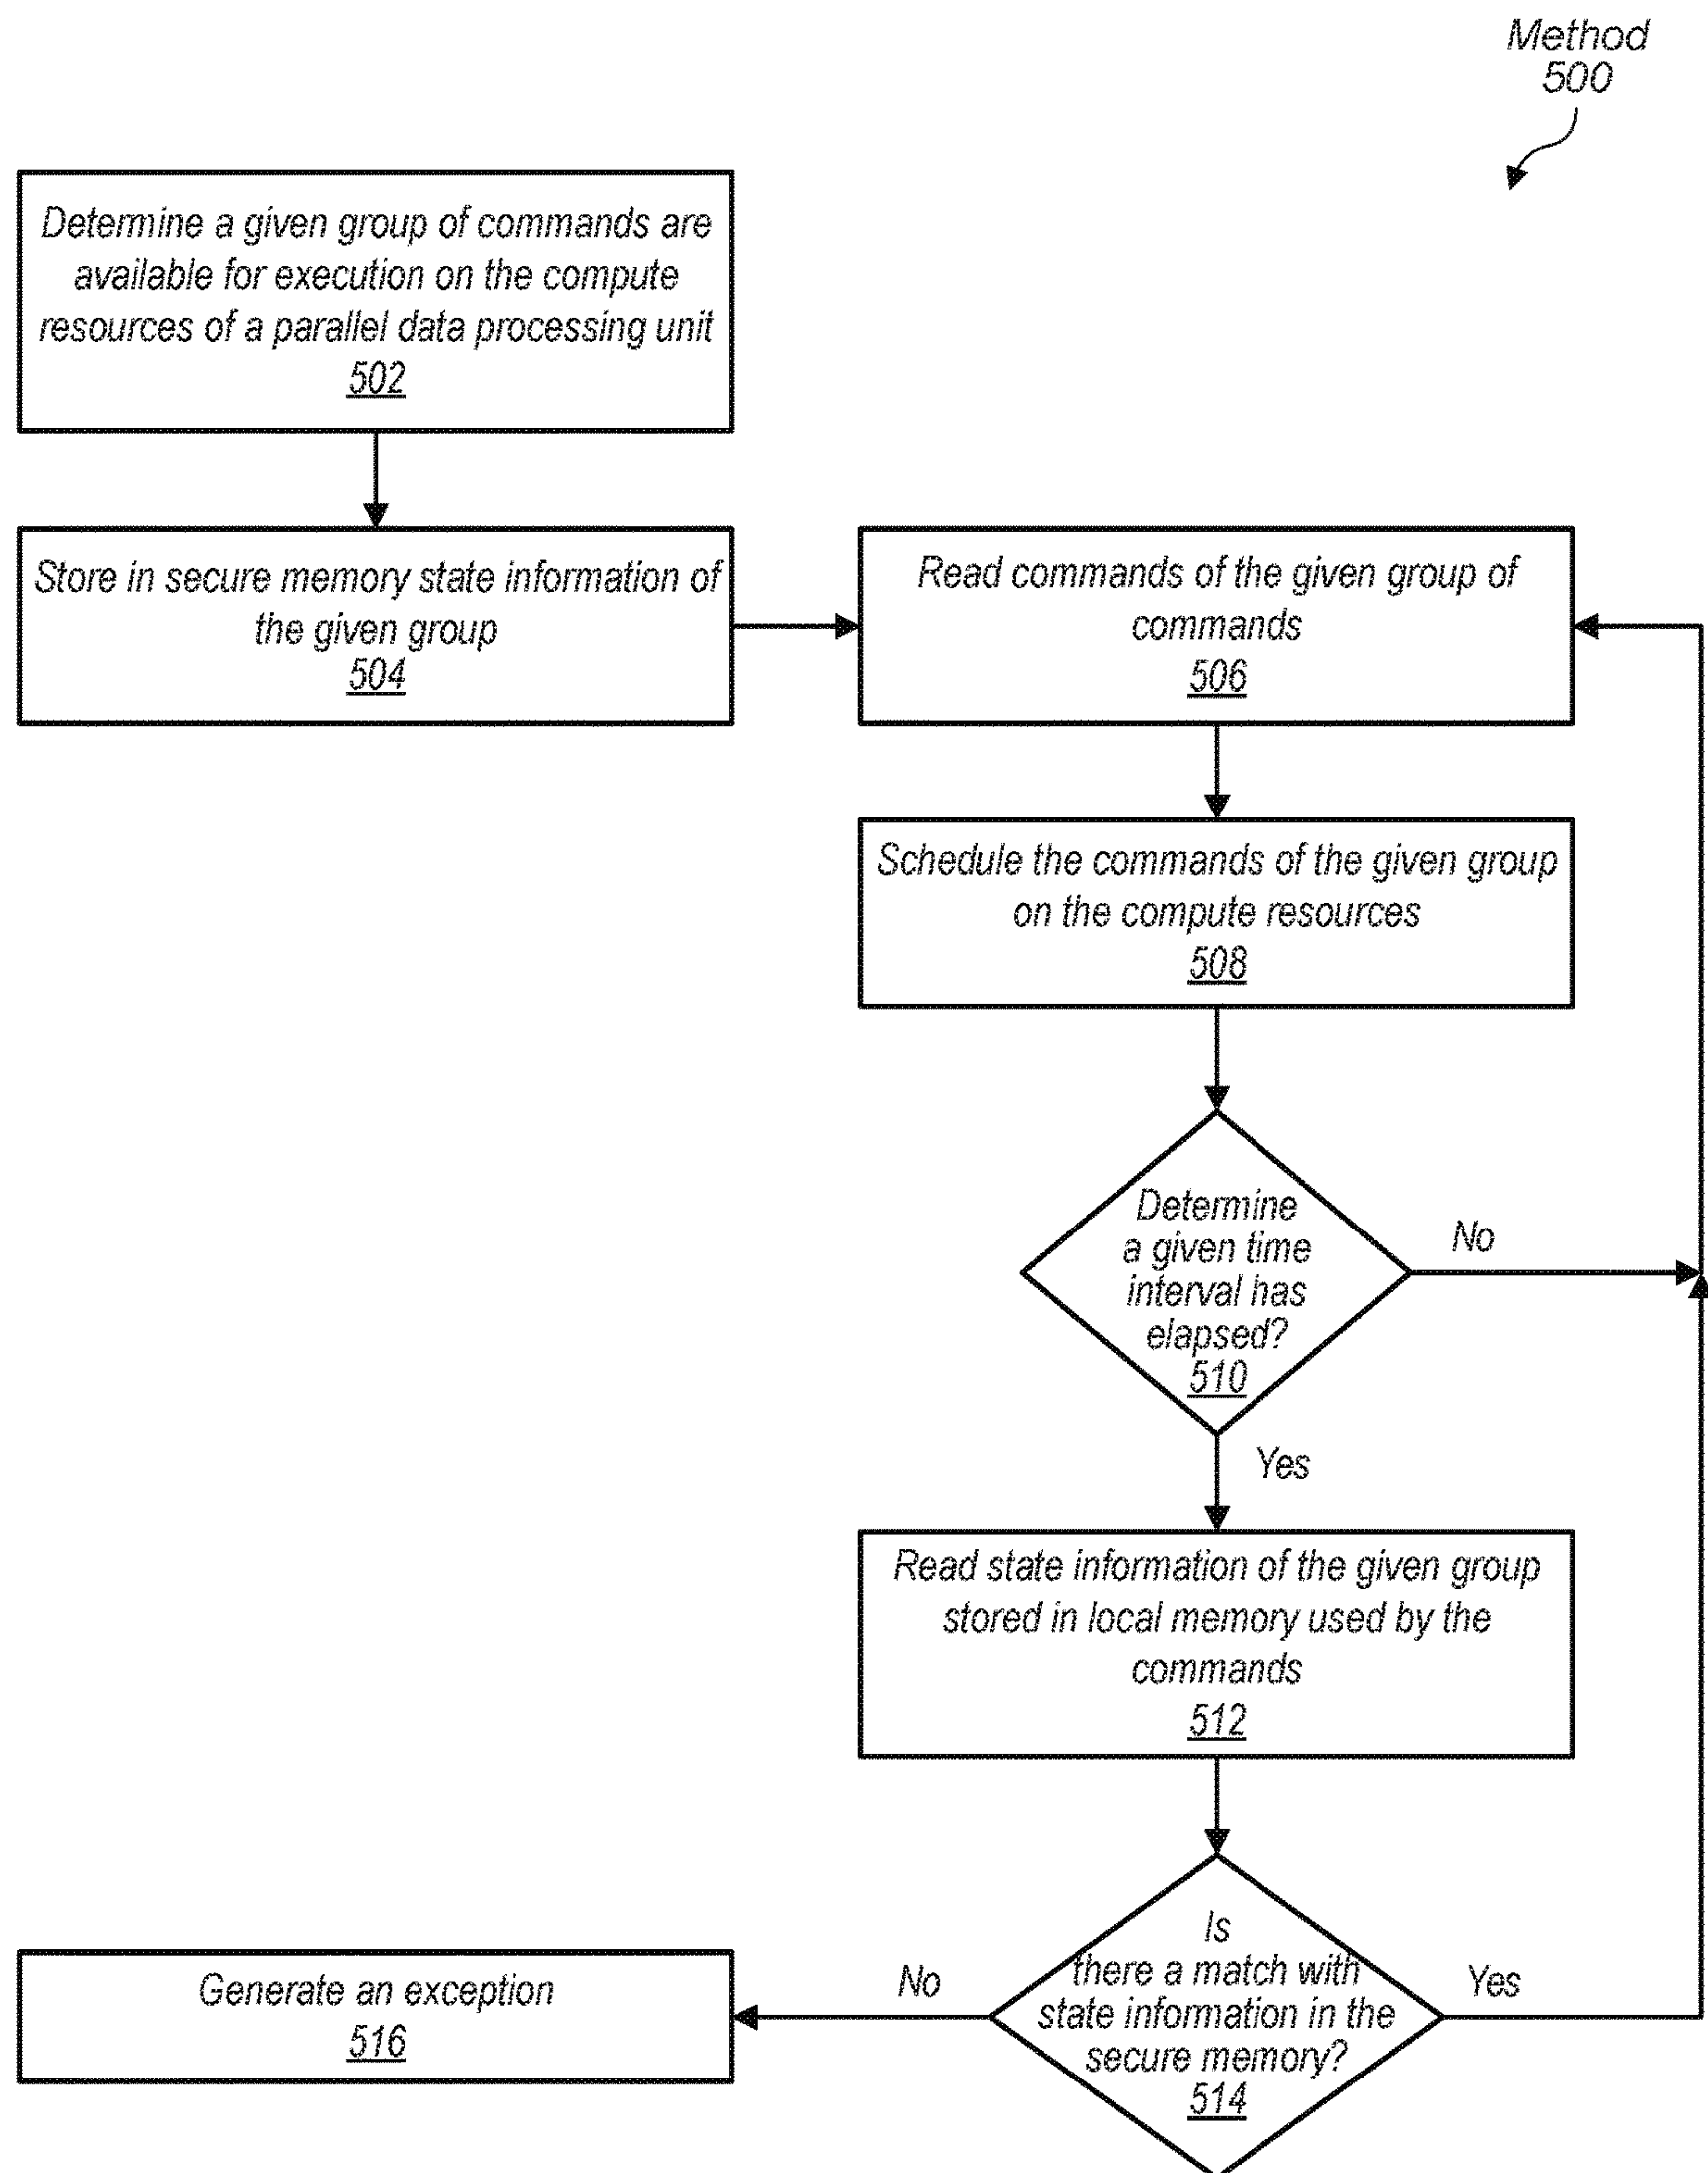 Method
500
Determine a given group of commands are
available for execution on the compute
resources of a parallel data processing unit
502
Store in secure memory state information of
the given group
504
Read commands of the given group of
commands
506
Schedule the commands of the given group
on the compute resources
508
Determine
a given time
interval has
elapsed?
510
No
Yes
Read state information of the given group
stored in local memory used by the
commands
512
Is
there a match with
state information in the
secure memory?
514
No
Yes
Generate an exception
516